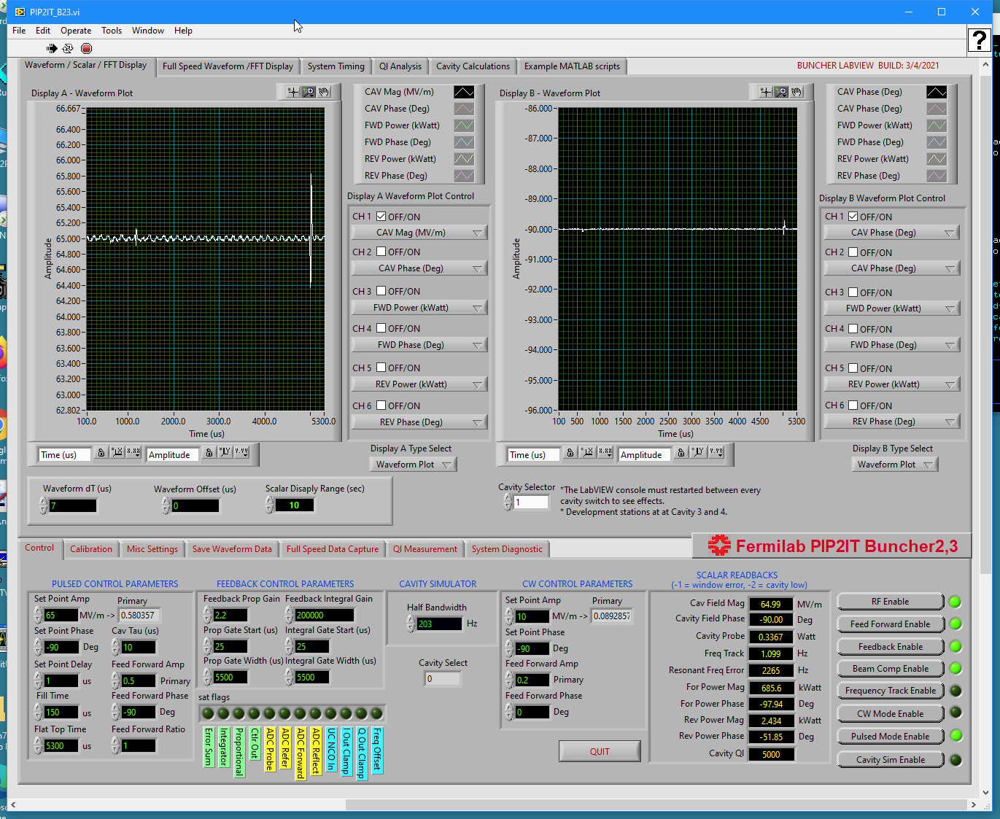 PIP2IT_B23.vi
File Edit Operate Tools Window Help
?
Waveform / Scalar / FFT Display Full Speed Waveform /FFT Display System Timing QI Analysis Cavity Calculations Example MATLAB scripts
BUNCHER LABVIEW BUILD: 3/4/2021
Display A - Waveform Plot
66.667
66.400
66.200
66.000
65.800
65.600
65.400
65.200
65.000
64.800
64.600
64.400
64.200
64.000
63.800
63.600
63.400
63.200
63.000
62.802
Amplitude
100.0 1000.0 2000.0 3000.0 4000.0 5300.0
Time (us)
CAV Mag (MV/m)
CAV Phase (Deg)
FWD Power (kWatt)
FWD Phase (Deg)
REV Power (kWatt)
REV Phase (Deg)
Display A Waveform Plot Control
CH 1 OFF/ON
CAV Mag (MV/m)
CH 2 OFF/ON
CAV Phase (Deg)
CH 3 OFF/ON
FWD Power (kWatt)
CH 4 OFF/ON
FWD Phase (Deg)
CH 5 OFF/ON
REV Power (kWatt)
CH 6 OFF/ON
REV Phase (Deg)
Display A Type Select
Waveform Plot
Time (us) Amplitude
Display B - Waveform Plot
-86.000
-87.000
-88.000
-89.000
-90.000
-91.000
-92.000
-93.000
-94.000
-95.000
-96.000
Amplitude
100 500 1000 1500 2000 2500 3000 3500 4000 4500 5300
Time (us)
CAV Phase (Deg)
CAV Phase (Deg)
FWD Power (kWatt)
FWD Phase (Deg)
REV Power (kWatt)
REV Phase (Deg)
Display B Waveform Plot Control
CH 1 OFF/ON
CAV Phase (Deg)
CH 2 OFF/ON
CAV Phase (Deg)
CH 3 OFF/ON
FWD Power (kWatt)
CH 4 OFF/ON
FWD Phase (Deg)
CH 5 OFF/ON
REV Power (kWatt)
CH 6 OFF/ON
REV Phase (Deg)
Display B Type Select
Waveform Plot
Time (us) Amplitude
Waveform dT (us) Waveform Offset (us) Scalar Disaply Range (sec)
7 0 10
Cavity Selector
1
*The LabVIEW console must restarted between every
cavity switch to see effects.
* Development stations at at Cavity 3 and 4.
Control Calibration Misc Settings Save Waveform Data Full Speed Data Capture QI Measurement System Diagnostic
Fermilab PIP2IT Buncher2,3
PULSED CONTROL PARAMETERS
Set Point Amp Primary
65 MV/m -> 0.580357
Set Point Phase Cav Tau (us)
-90 Deg 10
Set Point Delay Feed Forward Amp
1 us 0.5 Primary
Fill Time Feed Forward Phase
150 us -90 Deg
Flat Top Time Feed Forward Ratio
5300 us 1
FEEDBACK CONTROL PARAMETERS
Feedback Prop Gain Feedback Integral Gain
2.2 200000
Prop Gate Start (us) Integral Gate Start (us)
25 25
Prop Gate Width (us) Integral Gate Width (us)
5500 5500
sat flags
Error Sum
Integrator
Proportional
Ctlr Out
ADC Probe
ADC Refer
ADC Forward
ADC Reflect
UC NCO In
I Out Clamp
Q Out Clamp
Freq Offset
CAVITY SIMULATOR
Half Bandwidth
203 Hz
Cavity Select
0
CW CONTROL PARAMETERS
Set Point Amp Primary
10 MV/m -> 0.0892857
Set Point Phase
-90 Deg
Feed Forward Amp
0.2 Primary
Feed Forward Phase
0 Deg
QUIT
SCALAR READBACKS
(-1 = window error, -2 = cavity low)
Cav Field Mag 64.99 MV/m
Cavity Field Phase -90.00 Deg
Cavity Probe 0.3367 Watt
Freq Track 1.099 Hz
Resonant Freq Error 2265 Hz
For Power Mag 685.6 kWatt
For Power Phase -97.94 Deg
Rev Power Mag 2.434 kWatt
Rev Power Phase -51.85 Deg
Cavity QI 5000
RF Enable
Feed Forward Enable
Feedback Enable
Beam Comp Enable
Frequency Track Enable
CW Mode Enable
Pulsed Mode Enable
Cavity Sim Enable